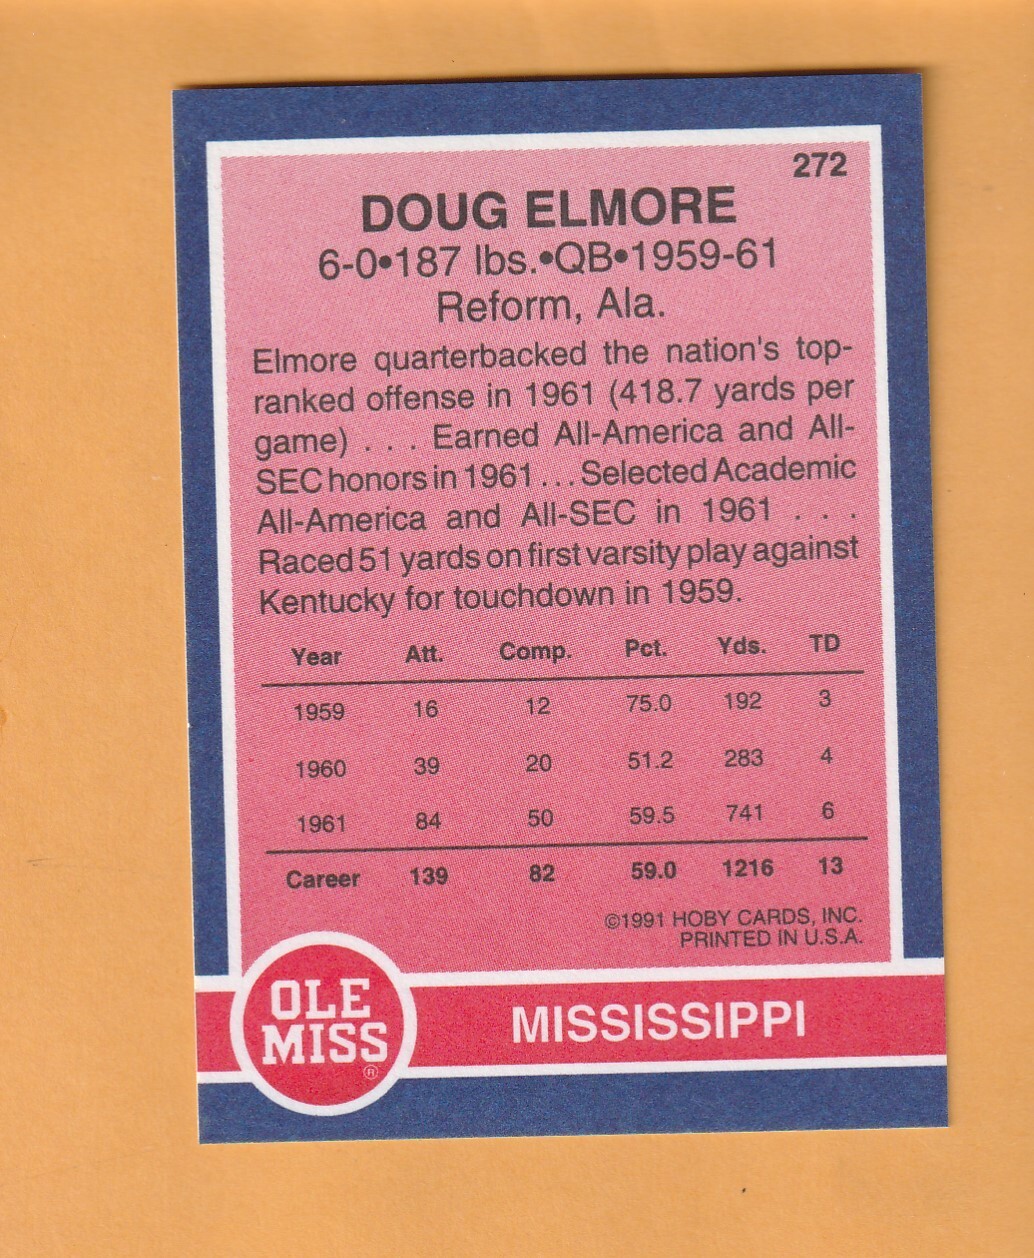 272
DOUG ELMORE
6-0•187 lbs.•QB•1959-61
Reform, Ala.
Elmore quarterbacked the nation's top-
ranked offense in 1961 (418.7 yards per
game) . . . Earned All-America and All-
SEC honors in 1961 . . . Selected Academic
All-America and All-SEC in 1961 . . .
Raced 51 yards on first varsity play against
Kentucky for touchdown in 1959.
Year Att. Comp. Pct. Yds. TD
1959 16 12 75.0 192 3
1960 39 20 51.2 283 4
1961 84 50 59.5 741 6
Career 139 82 59.0 1216 13
©1991 HOBY CARDS, INC.
PRINTED IN U.S.A.
OLE
MISS
®
MISSISSIPPI